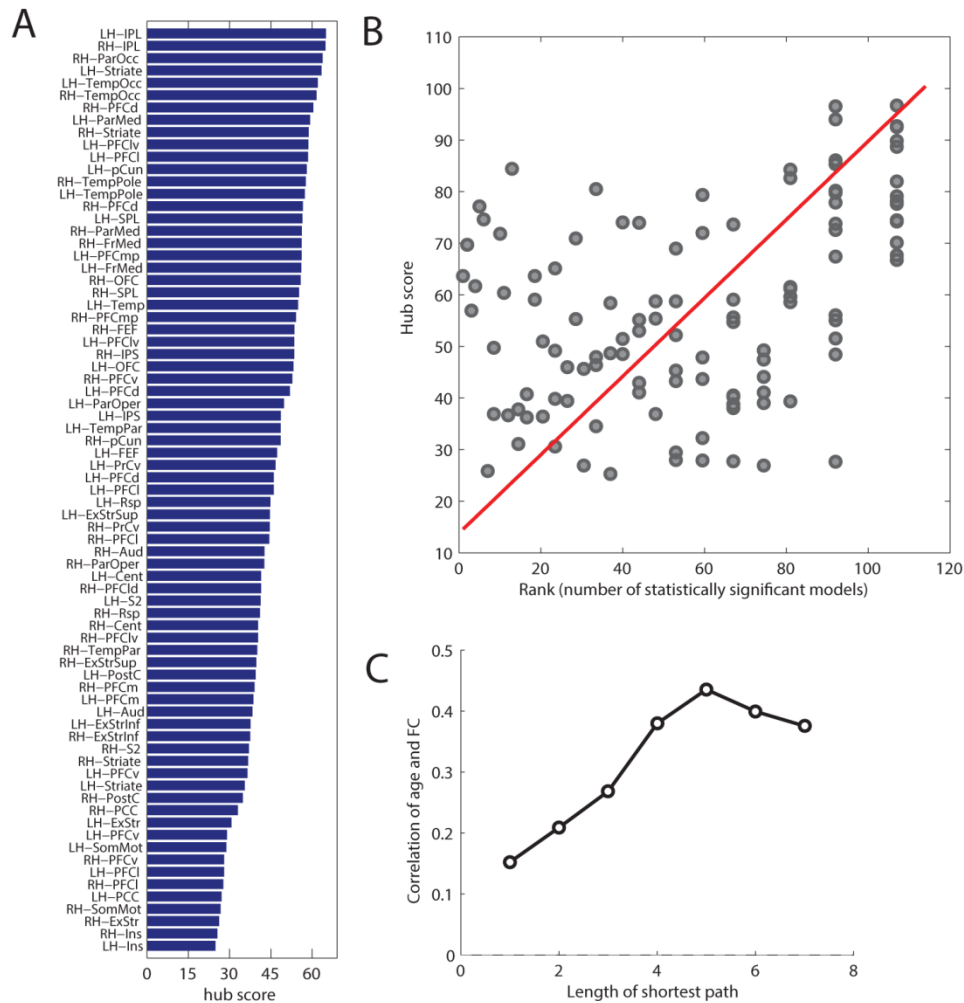 A
LH−IPL
RH−IPL
RH−ParOcc
LH−Striate
LH−TempOcc
RH−TempOcc
RH−PFCd
LH−ParMed
RH−Striate
LH−PFClv
LH−PFCl
LH−pCun
RH−TempPole
LH−TempPole
RH−PFCd
LH−SPL
RH−ParMed
RH−FrMed
LH−PFCmp
LH−FrMed
RH−OFC
RH−SPL
LH−Temp
RH−PFCmp
RH−FEF
LH−PFClv
RH−IPS
LH−OFC
RH−PFCv
LH−PFCd
LH−ParOper
LH−IPS
LH−TempPar
RH−pCun
LH−FEF
LH−PrCv
LH−PFCd
LH−PFCl
LH−Rsp
LH−ExStrSup
RH−PrCv
RH−PFCl
RH−Aud
RH−ParOper
LH−Cent
RH−PFCld
LH−S2
RH−Rsp
RH−Cent
RH−PFClv
RH−TempPar
RH−ExStrSup
LH−PostC
RH−PFCm
LH−PFCm
LH−Aud
LH−ExStrInf
RH−ExStrInf
RH−S2
RH−Striate
LH−PFCv
LH−Striate
RH−PostC
RH−PCC
LH−ExStr
LH−PFCv
LH−SomMot
RH−PFCv
LH−PFCl
RH−PFCl
LH−PCC
RH−SomMot
RH−ExStr
RH−Ins
LH−Ins
0 15 30 45 60
hub score
B
110
100
90
80
70
60
50
40
30
20
10
Hub score
0 20 40 60 80 100 120
Rank (number of statistically significant models)
C
0.5
0.4
0.3
0.2
0.1
0
Correlation of age and FC
0 2 4 6 8
Length of shortest path